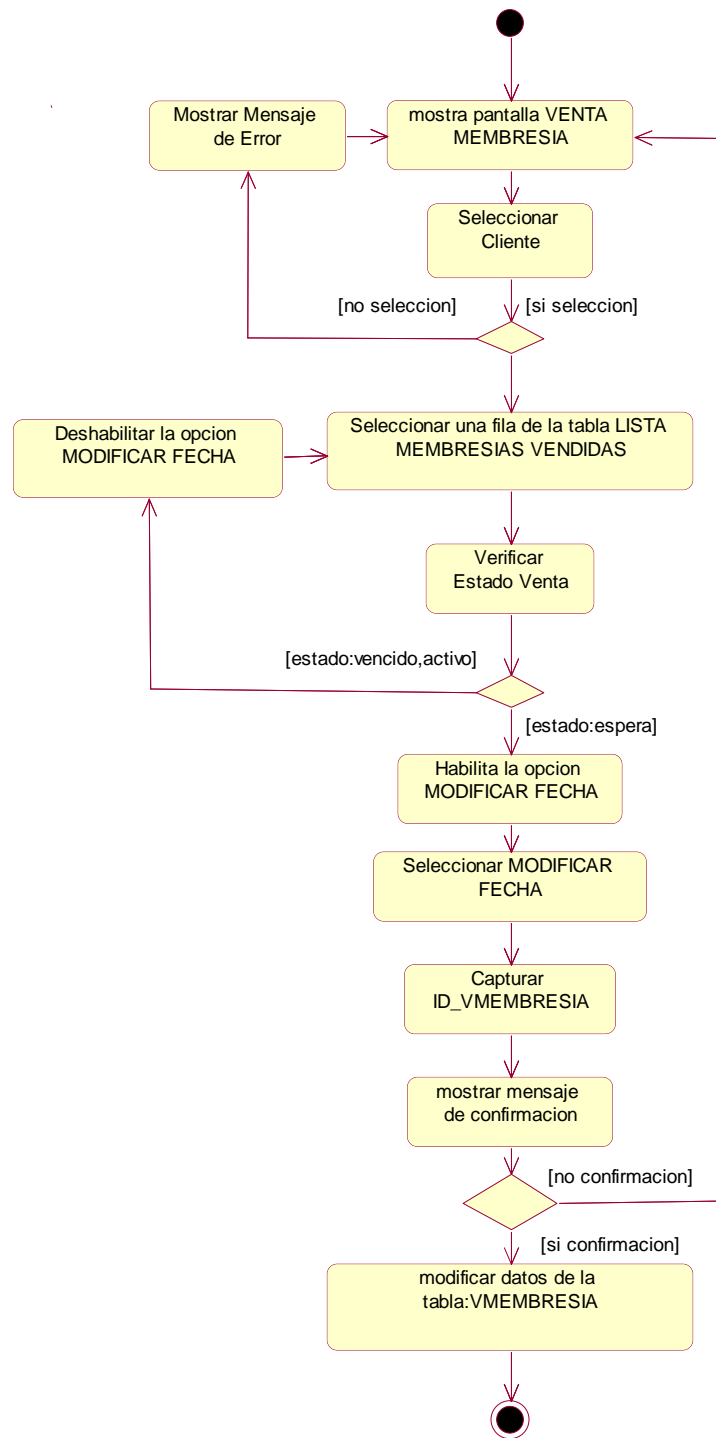 Mostrar Mensaje
de Error
mostra pantalla VENTA
MEMBRESIA
Seleccionar
Cliente
[no seleccion]
[si seleccion]
Deshabilitar la opcion
MODIFICAR FECHA
Seleccionar una fila de la tabla LISTA
MEMBRESIAS VENDIDAS
Verificar
Estado Venta
[estado:vencido,activo]
[estado:espera]
Habilita la opcion
MODIFICAR FECHA
Seleccionar MODIFICAR
FECHA
Capturar
ID_VMEMBRESIA
mostrar mensaje
de confirmacion
[no confirmacion]
[si confirmacion]
modificar datos de la
tabla:VMEMBRESIA